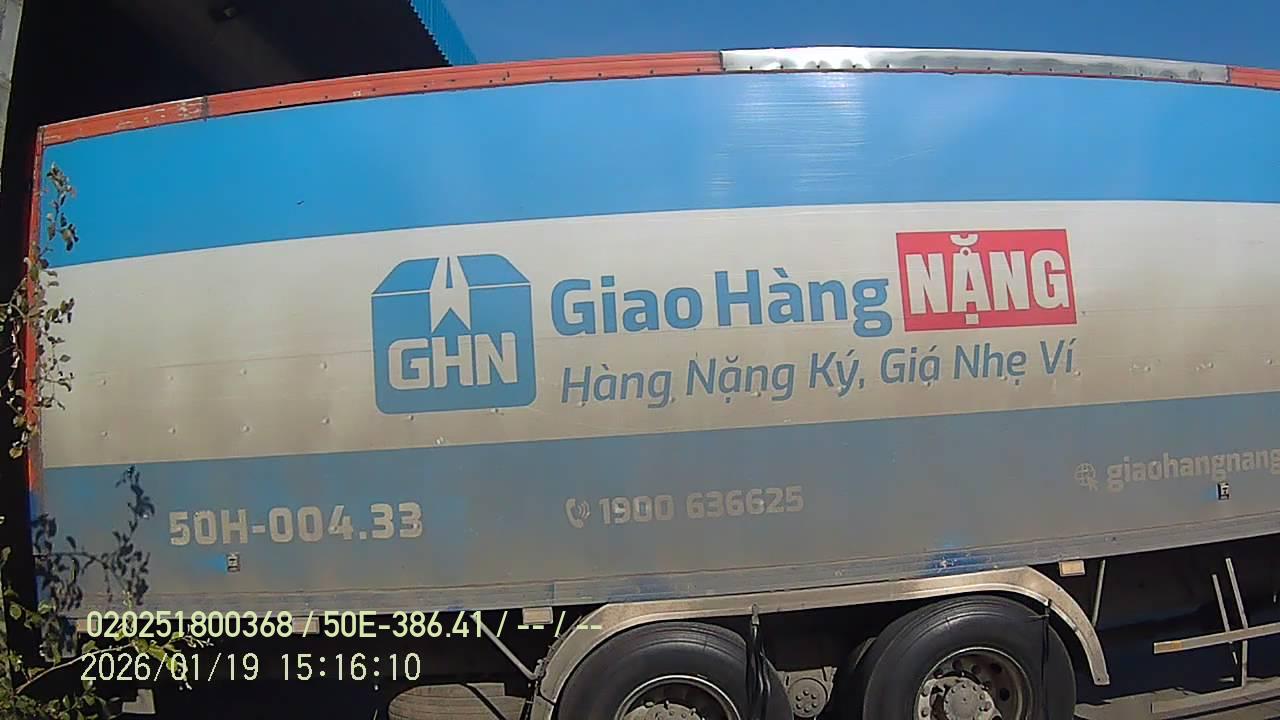 GHN
Giao Hàng NẶNG
Hàng Nặng Ký, Giá Nhẹ Ví
50H-004.33
1900 636625
giaohangnang
020251800368 / 50E-386.41 / -- / --
2026/01/19 15:16:10